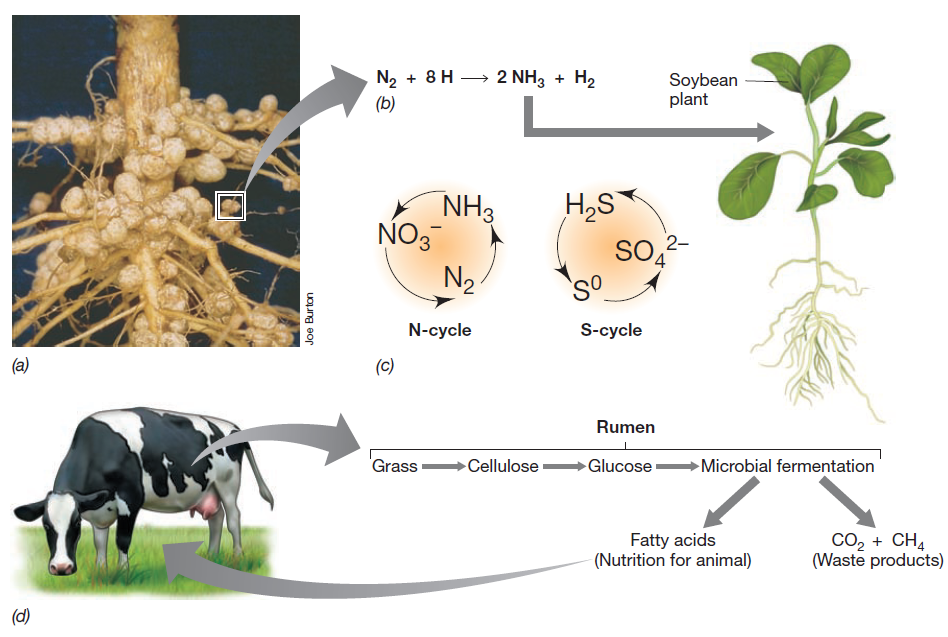 N₂ + 8 H ⟶ 2 NH₃ + H₂
(b)
Soybean
plant
NH₃
NO₃⁻
N₂
N-cycle
H₂S
SO₄²⁻
S⁰
S-cycle
Joe Burton
(a)
(c)
Rumen
Grass
Cellulose
Glucose
Microbial fermentation
Fatty acids
(Nutrition for animal)
CO₂ + CH₄
(Waste products)
(d)